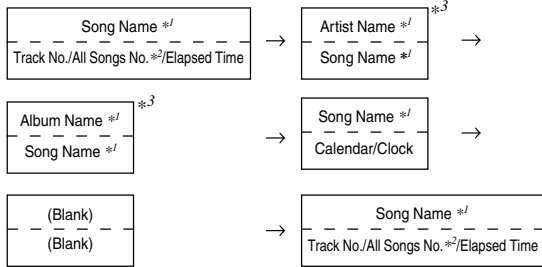 Song Name *1
Track No./All Songs No. *2/Elapsed Time
→
Artist Name *1
Song Name *1
*3
→
Album Name *1
Song Name *1
*3
→
Song Name *1
Calendar/Clock
→
(Blank)
(Blank)
→
Song Name *1
Track No./All Songs No. *2/Elapsed Time